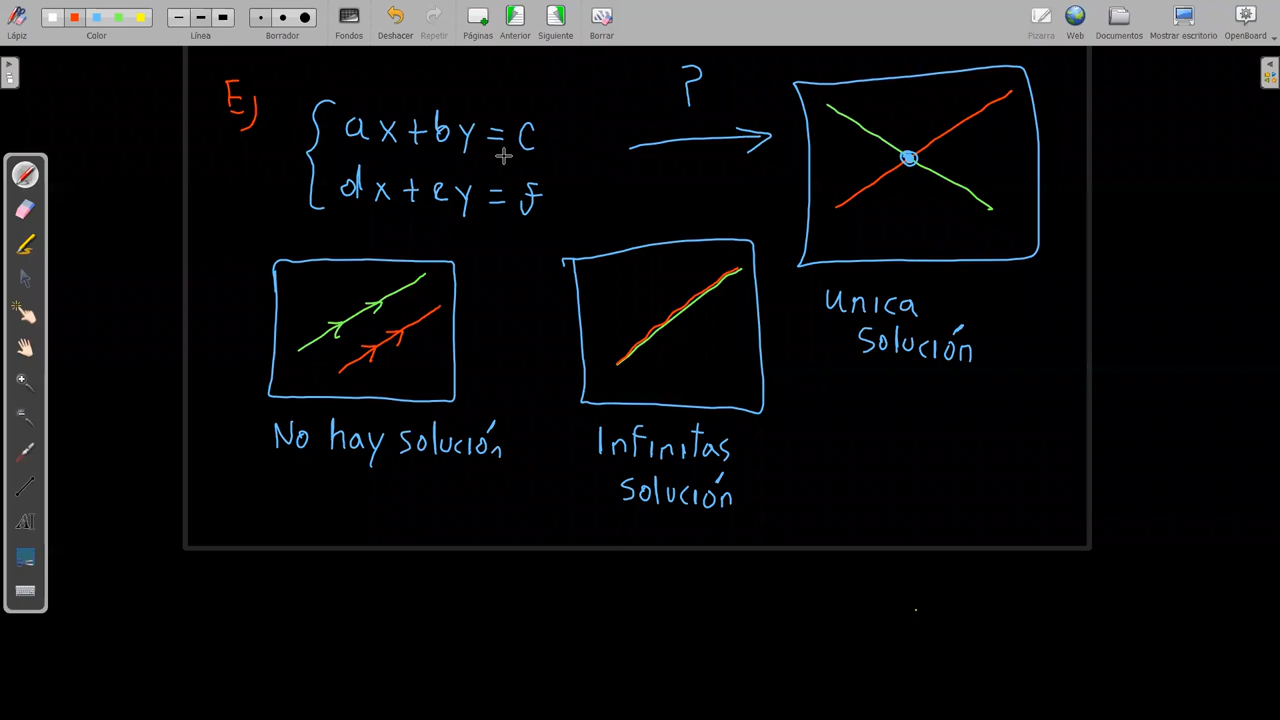 Lápiz Color Línea Borrador Fondos Deshacer Repetir Páginas Anterior Siguiente Borrar Pizarra Web Documentos Mostrar escritorio OpenBoard
Ej
ax+by=c
dx+ey=f
?
Unica
solución
No hay solución
Infinitas
solución
AI